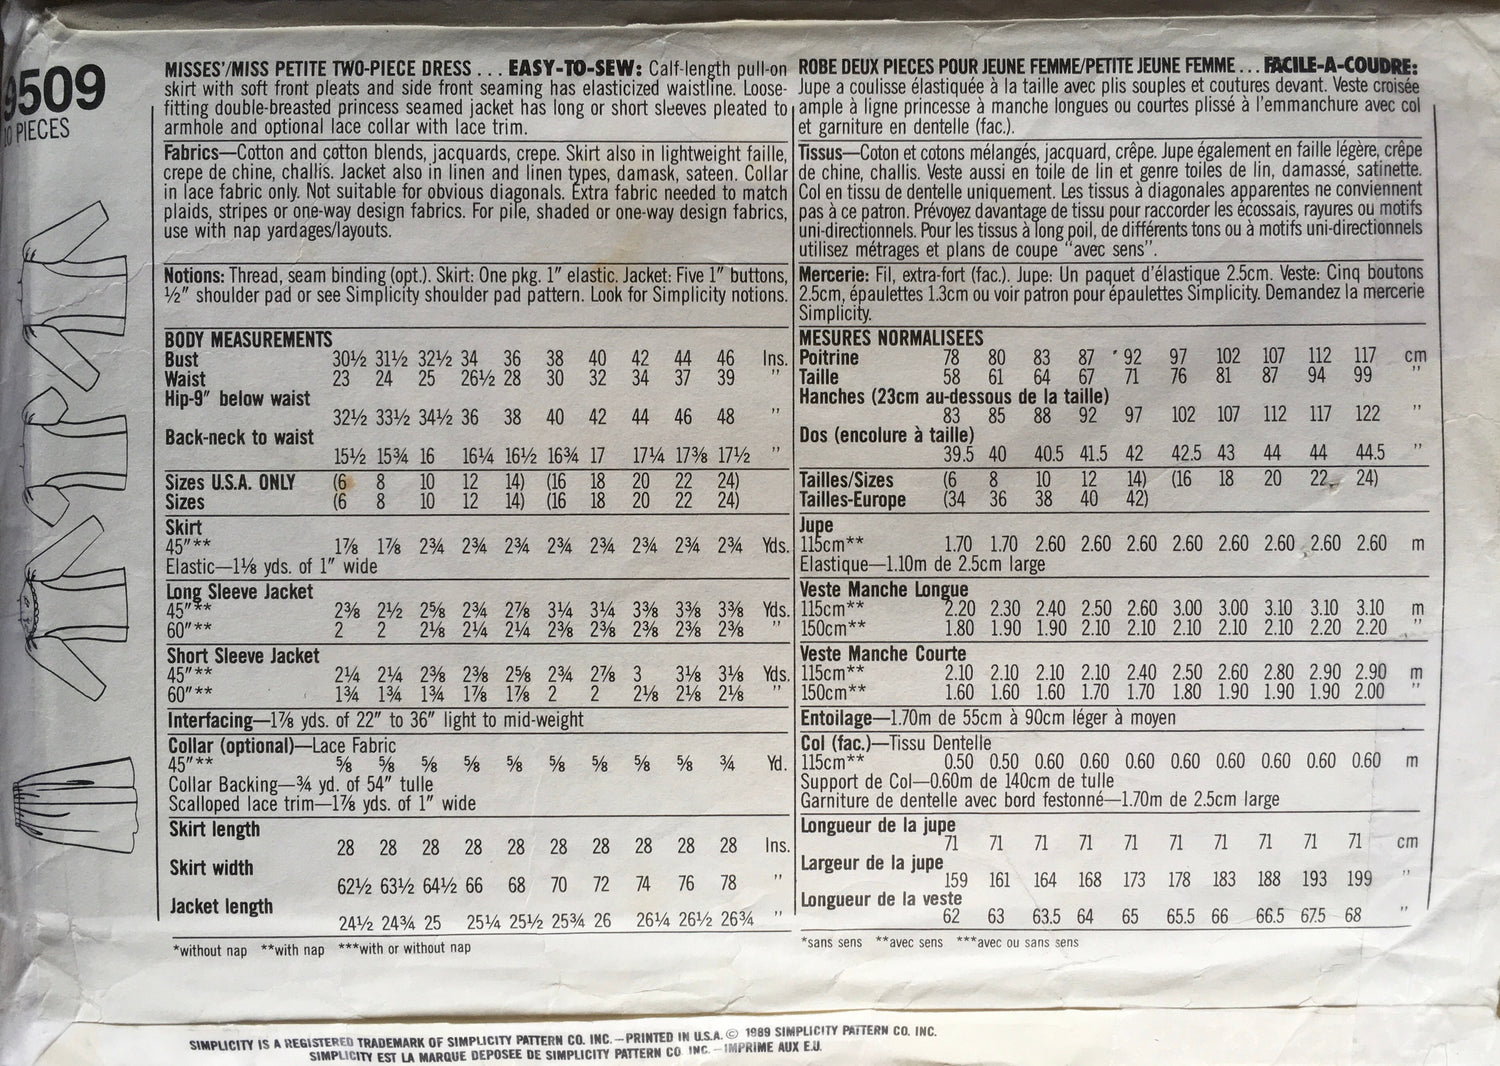 9509
10 PIECES
MISSES'/MISS PETITE TWO-PIECE DRESS . . . EASY-TO-SEW: Calf-length pull-on
skirt with soft front pleats and side front seaming has elasticized waistline. Loose-
fitting double-breasted princess seamed jacket has long or short sleeves pleated to
armhole and optional lace collar with lace trim.
Fabrics—Cotton and cotton blends, jacquards, crepe. Skirt also in lightweight faille,
crepe de chine, challis. Jacket also in linen and linen types, damask, sateen. Collar
in lace fabric only. Not suitable for obvious diagonals. Extra fabric needed to match
plaids, stripes or one-way design fabrics. For pile, shaded or one-way design fabrics,
use with nap yardages/layouts.
Notions: Thread, seam binding (opt.). Skirt: One pkg. 1" elastic. Jacket: Five 1" buttons,
½" shoulder pad or see Simplicity shoulder pad pattern. Look for Simplicity notions.
BODY MEASUREMENTS
Bust 30½ 31½ 32½ 34 36 38 40 42 44 46 Ins.
Waist 23 24 25 26½ 28 30 32 34 37 39 "
Hip-9" below waist
32½ 33½ 34½ 36 38 40 42 44 46 48 "
Back-neck to waist
15½ 15¾ 16 16¼ 16½ 16¾ 17 17¼ 17⅜ 17½ "
Sizes U.S.A. ONLY (6 8 10 12 14) (16 18 20 22 24)
Sizes (6 8 10 12 14) (16 18 20 22 24)
Skirt
45"** 1⅞ 1⅞ 2¾ 2¾ 2¾ 2¾ 2¾ 2¾ 2¾ 2¾ Yds.
Elastic—1⅛ yds. of 1" wide
Long Sleeve Jacket
45"** 2⅜ 2½ 2⅝ 2¾ 2⅞ 3¼ 3¼ 3⅜ 3⅜ 3⅜ Yds.
60"** 2 2 2⅛ 2¼ 2¼ 2⅜ 2⅜ 2⅜ 2⅜ 2⅜ "
Short Sleeve Jacket
45"** 2¼ 2¼ 2⅜ 2⅜ 2⅝ 2¾ 2⅞ 3 3⅛ 3⅛ Yds.
60"** 1¾ 1¾ 1¾ 1⅞ 1⅞ 2 2 2⅛ 2⅛ 2⅛ "
Interfacing—1⅞ yds. of 22" to 36" light to mid-weight
Collar (optional)—Lace Fabric
45"** ⅝ ⅝ ⅝ ⅝ ⅝ ⅝ ⅝ ⅝ ⅝ ¾ Yd.
Collar Backing—¾ yd. of 54" tulle
Scalloped lace trim—1⅞ yds. of 1" wide
Skirt length
28 28 28 28 28 28 28 28 28 28 Ins.
Skirt width
62½ 63½ 64½ 66 68 70 72 74 76 78 "
Jacket length
24½ 24¾ 25 25¼ 25½ 25¾ 26 26¼ 26½ 26¾ "
*without nap **with nap ***with or without nap
ROBE DEUX PIECES POUR JEUNE FEMME/PETITE JEUNE FEMME . . . FACILE-A-COUDRE:
Jupe a coulisse élastiquée à la taille avec plis souples et coutures devant. Veste croisée
ample à ligne princesse à manche longues ou courtes plissé à l'emmanchure avec col
et garniture en dentelle (fac.).
Tissus—Coton et cotons mélangés, jacquard, crêpe. Jupe également en faille légère, crêpe
de chine, challis. Veste aussi en toile de lin et genre toiles de lin, damassé, satinette.
Col en tissu de dentelle uniquement. Les tissus à diagonales apparentes ne conviennent
pas à ce patron. Prévoyez davantage de tissu pour raccorder les écossais, rayures ou motifs
uni-directionnels. Pour les tissus à long poil, de différents tons ou à motifs uni-directionnels
utilisez métrages et plans de coupe "avec sens".
Mercerie: Fil, extra-fort (fac.). Jupe: Un paquet d'élastique 2.5cm. Veste: Cinq boutons
2.5cm, épaulettes 1.3cm ou voir patron pour épaulettes Simplicity. Demandez la mercerie
Simplicity.
MESURES NORMALISEES
Poitrine 78 80 83 87 92 97 102 107 112 117 cm
Taille 58 61 64 67 71 76 81 87 94 99 "
Hanches (23cm au-dessous de la taille)
83 85 88 92 97 102 107 112 117 122 "
Dos (encolure à taille)
39.5 40 40.5 41.5 42 42.5 43 44 44 44.5 "
Tailles/Sizes (6 8 10 12 14) (16 18 20 22 24)
Tailles-Europe (34 36 38 40 42)
Jupe
115cm** 1.70 1.70 2.60 2.60 2.60 2.60 2.60 2.60 2.60 2.60 m
Elastique—1.10m de 2.5cm large
Veste Manche Longue
115cm** 2.20 2.30 2.40 2.50 2.60 3.00 3.00 3.10 3.10 3.10 m
150cm** 1.80 1.90 1.90 2.10 2.10 2.10 2.10 2.10 2.20 2.20 "
Veste Manche Courte
115cm** 2.10 2.10 2.10 2.10 2.40 2.50 2.60 2.80 2.90 2.90 m
150cm** 1.60 1.60 1.60 1.70 1.70 1.80 1.90 1.90 1.90 2.00 "
Entoilage—1.70m de 55cm à 90cm léger à moyen
Col (fac.)—Tissu Dentelle
115cm** 0.50 0.50 0.60 0.60 0.60 0.60 0.60 0.60 0.60 0.60 m
Support de Col—0.60m de 140cm de tulle
Garniture de dentelle avec bord festonné—1.70m de 2.5cm large
Longueur de la jupe
71 71 71 71 71 71 71 71 71 71 cm
Largeur de la jupe
159 161 164 168 173 178 183 188 193 199 "
Longueur de la veste
62 63 63.5 64 65 65.5 66 66.5 67.5 68 "
*sans sens **avec sens ***avec ou sans sens
SIMPLICITY IS A REGISTERED TRADEMARK OF SIMPLICITY PATTERN CO. INC.—PRINTED IN U.S.A. © 1989 SIMPLICITY PATTERN CO. INC.
SIMPLICITY EST LA MARQUE DEPOSEE DE SIMPLICITY PATTERN CO. INC.—IMPRIME AUX E.U.